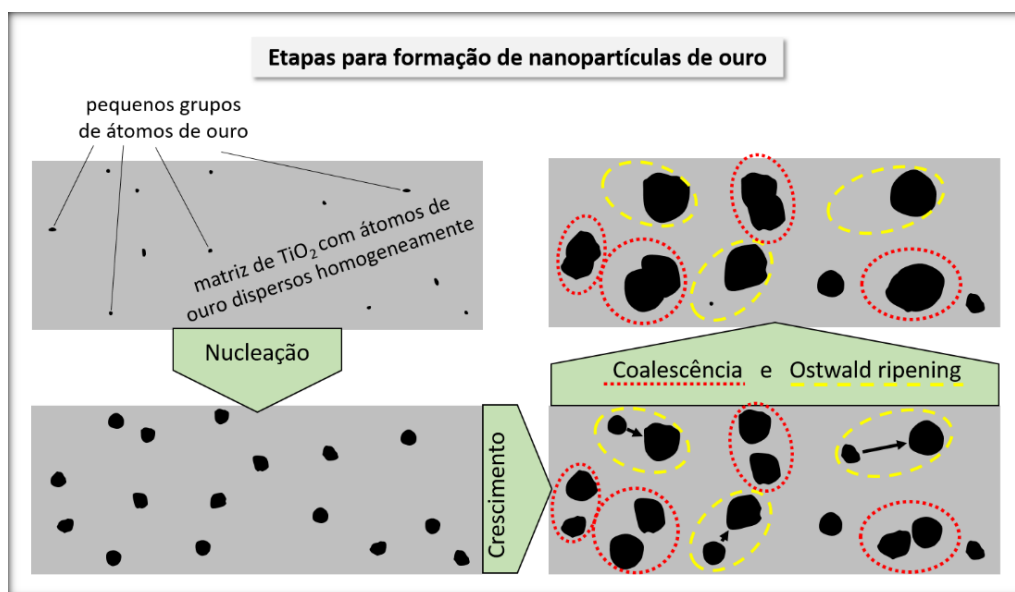 Etapas para formação de nanopartículas de ouro
pequenos grupos
de átomos de ouro
matriz de TiO₂ com átomos de
ouro dispersos homogeneamente
Nucleação
Crescimento
Coalescência e Ostwald ripening